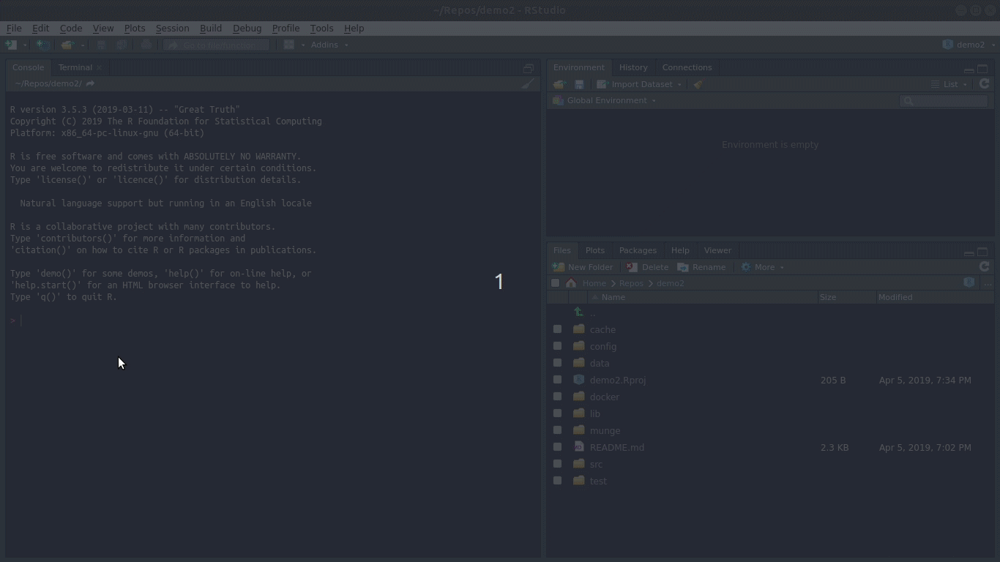 ~/Repos/demo2 - RStudio
File Edit Code View Plots Session Build Debug Profile Tools Help
Go to file/function Addins demo2
Console Terminal
~/Repos/demo2/
R version 3.5.3 (2019-03-11) -- "Great Truth"
Copyright (C) 2019 The R Foundation for Statistical Computing
Platform: x86_64-pc-linux-gnu (64-bit)
R is free software and comes with ABSOLUTELY NO WARRANTY.
You are welcome to redistribute it under certain conditions.
Type 'license()' or 'licence()' for distribution details.
Natural language support but running in an English locale
R is a collaborative project with many contributors.
Type 'contributors()' for more information and
'citation()' on how to cite R or R packages in publications.
Type 'demo()' for some demos, 'help()' for on-line help, or
'help.start()' for an HTML browser interface to help.
Type 'q()' to quit R.
>
1
Environment History Connections
Import Dataset List
Global Environment
Environment is empty
Files Plots Packages Help Viewer
New Folder Delete Rename More
Home Repos demo2 ...
Name Size Modified
..
cache
config
data
demo2.Rproj 205 B Apr 5, 2019, 7:34 PM
docker
lib
munge
README.md 2.3 KB Apr 5, 2019, 7:02 PM
src
test